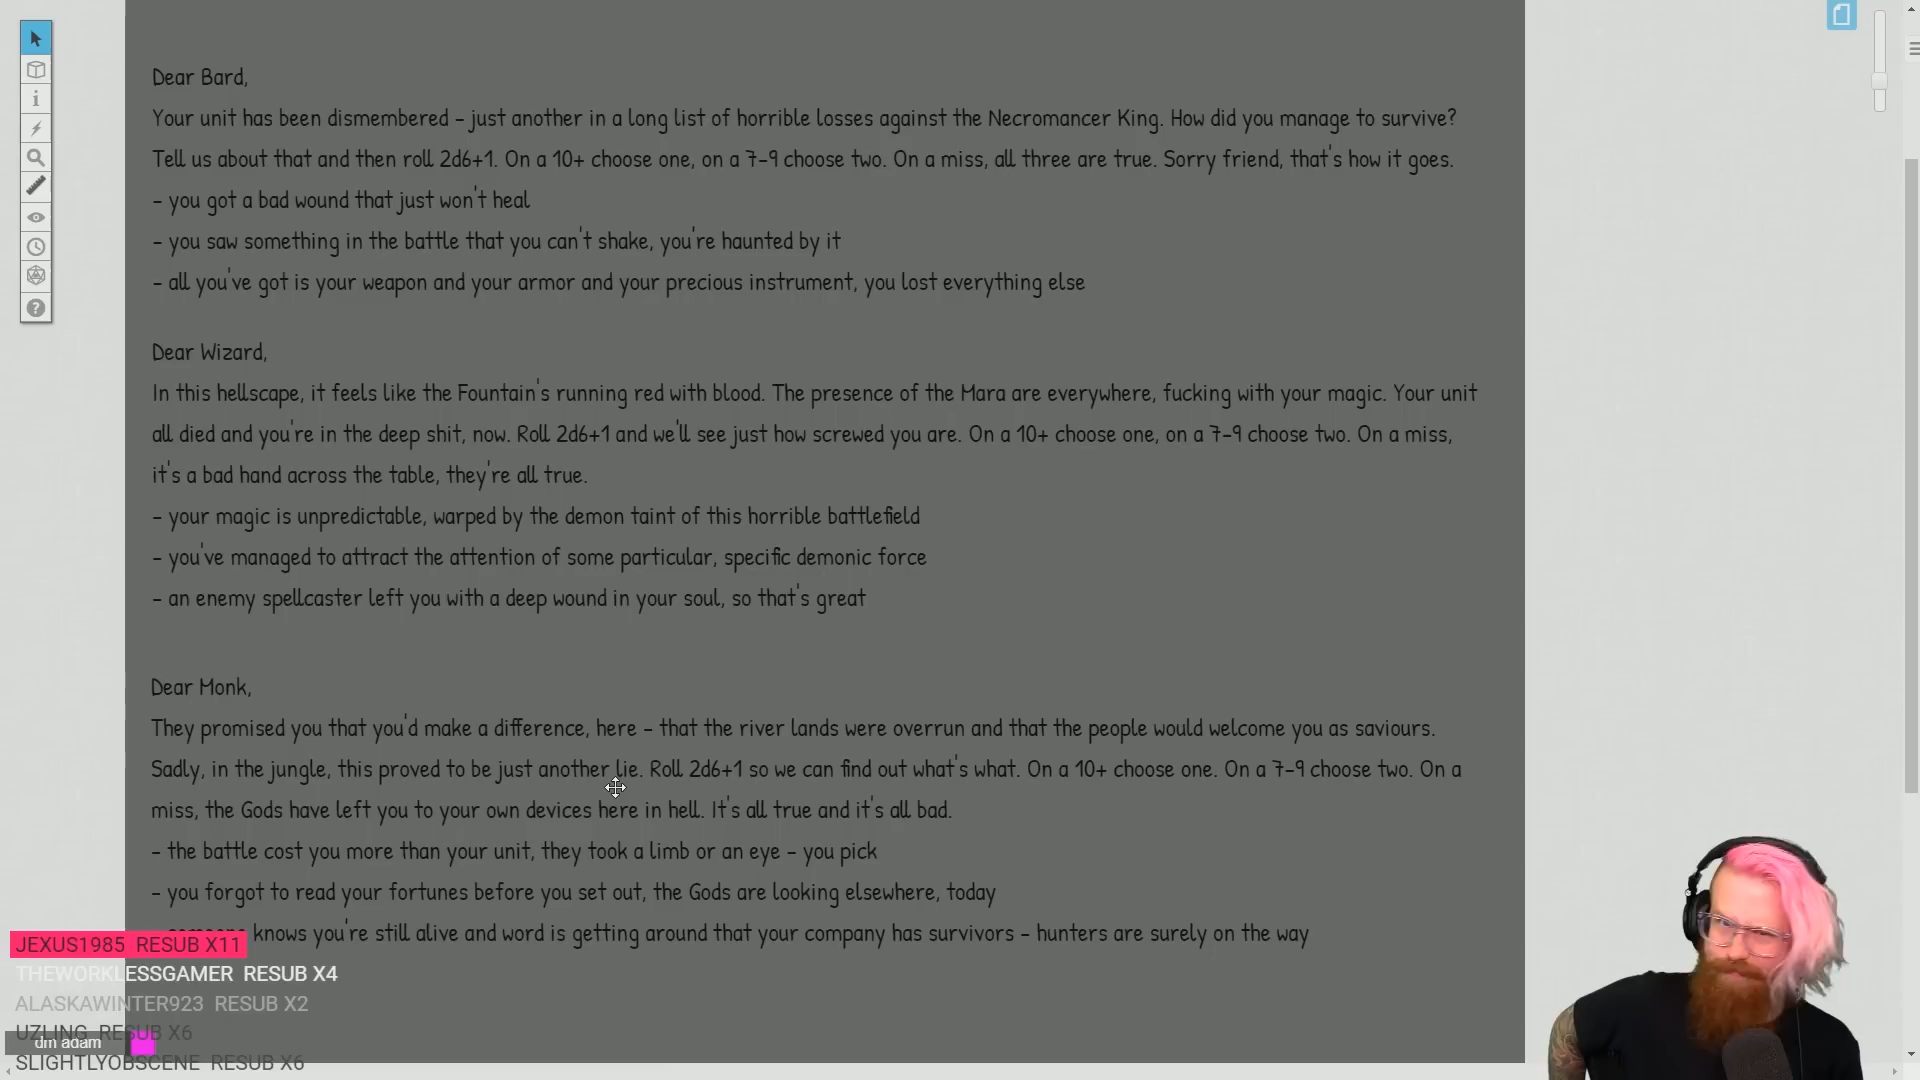 Dear Bard,
Your unit has been dismembered - just another in a long list of horrible losses against the Necromancer King. How did you manage to survive?
Tell us about that and then roll 2d6+1. On a 10+ choose one, on a 7-9 choose two. On a miss, all three are true. Sorry friend, that's how it goes.
- you got a bad wound that just won't heal
- you saw something in the battle that you can't shake, you're haunted by it
- all you've got is your weapon and your armor and your precious instrument, you lost everything else
Dear Wizard,
In this hellscape, it feels like the Fountain's running red with blood. The presence of the Mara are everywhere, fucking with your magic. Your unit
all died and you're in the deep shit, now. Roll 2d6+1 and we'll see just how screwed you are. On a 10+ choose one, on a 7-9 choose two. On a miss,
it's a bad hand across the table, they're all true.
- your magic is unpredictable, warped by the demon taint of this horrible battlefield
- you've managed to attract the attention of some particular, specific demonic force
- an enemy spellcaster left you with a deep wound in your soul, so that's great
Dear Monk,
They promised you that you'd make a difference, here - that the river lands were overrun and that the people would welcome you as saviours.
Sadly, in the jungle, this proved to be just another lie. Roll 2d6+1 so we can find out what's what. On a 10+ choose one. On a 7-9 choose two. On a
miss, the Gods have left you to your own devices here in hell. It's all true and it's all bad.
- the battle cost you more than your unit, they took a limb or an eye - you pick
- you forgot to read your fortunes before you set out, the Gods are looking elsewhere, today
knows you're still alive and word is getting around that your company has survivors - hunters are surely on the way
JEXUS1985 RESUB X11
THEWORKLESSGAMER RESUB X4
ALASKAWINTER923 RESUB X2
UZLING RESUB X6
dm adam
SLIGHTLYOBSCENE RESUB X6